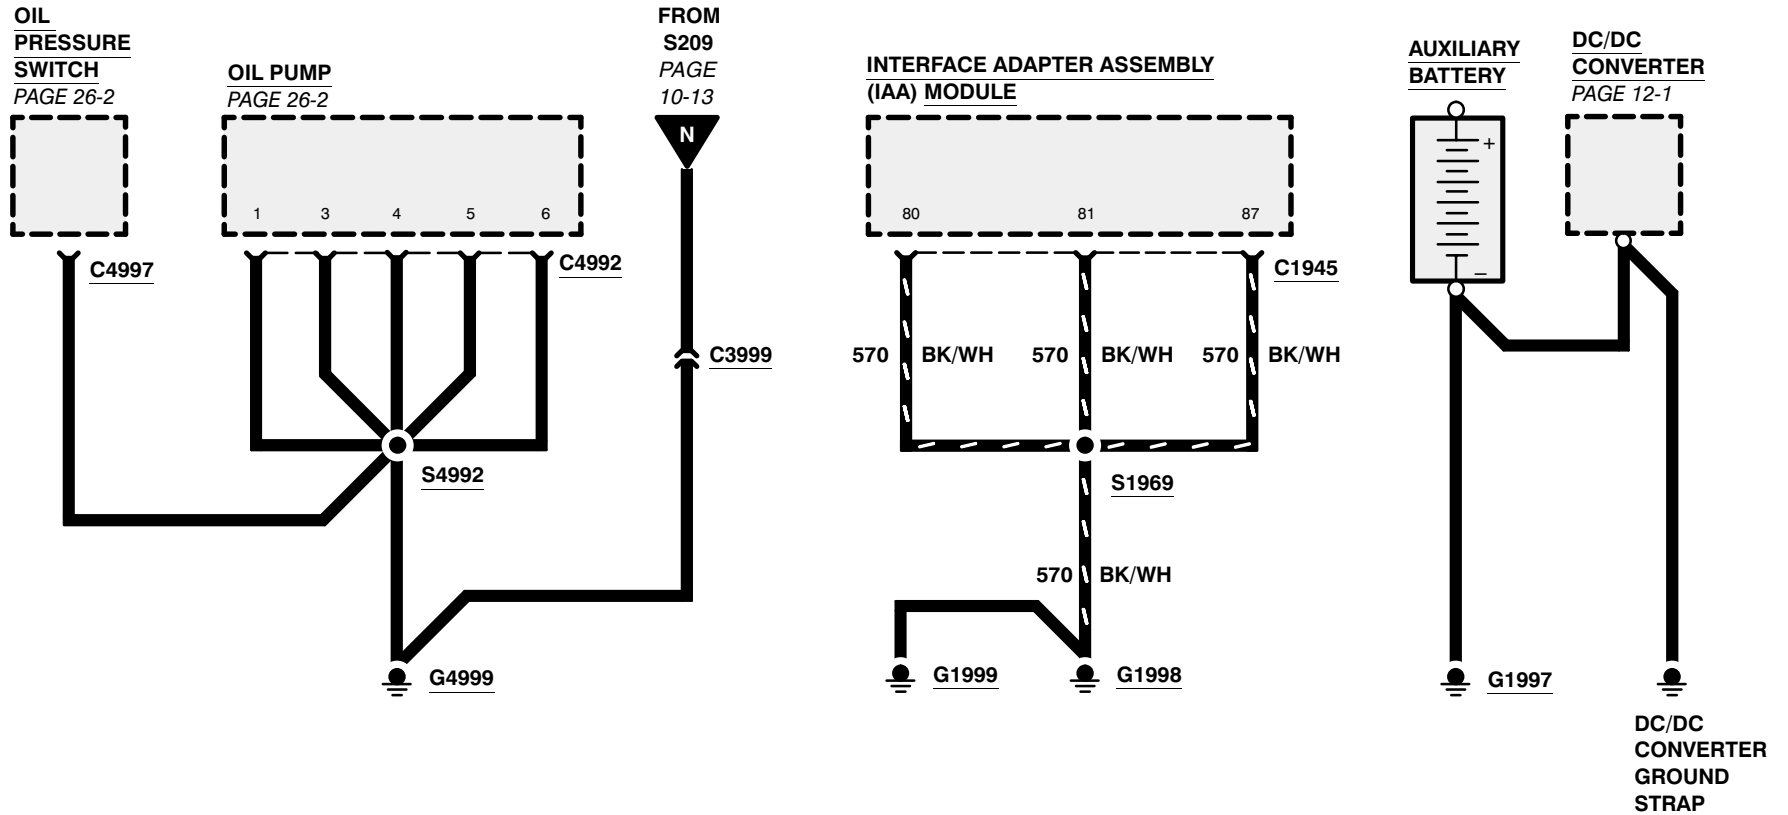 OIL
PRESSURE
SWITCH
PAGE 26-2
C4997
OIL PUMP
PAGE 26-2
1 3 4 5 6
C4992
S4992
FROM
S209
PAGE
10-13
N
C3999
G4999
INTERFACE ADAPTER ASSEMBLY
(IAA) MODULE
80 81 87
C1945
570 BK/WH 570 BK/WH 570 BK/WH
S1969
570 BK/WH
G1999 G1998
AUXILIARY
BATTERY
+
–
DC/DC
CONVERTER
PAGE 12-1
G1997
DC/DC
CONVERTER
GROUND
STRAP